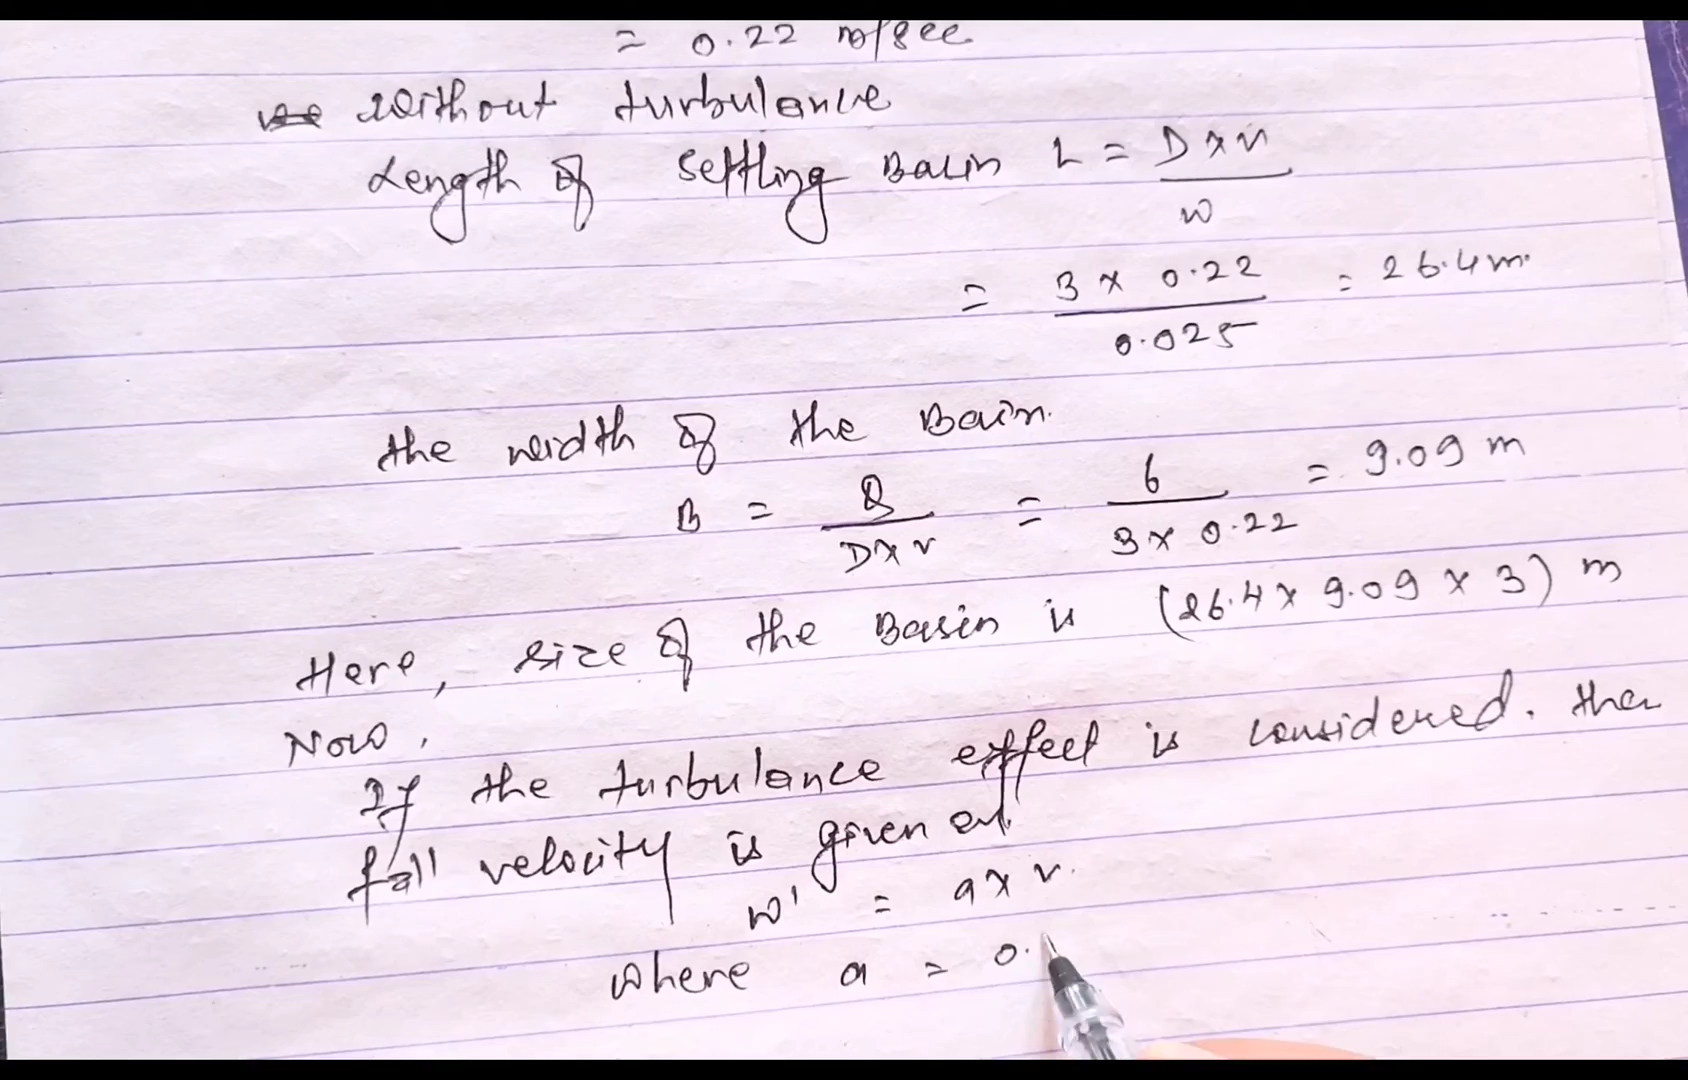 = 0.22 m/sec
Without turbulance
Length of Settling Basin L = D x v / w
= 3 x 0.22 / 0.025 = 26.4 m.
the width of the Basin.
B = Q / D x v = 6 / 3 x 0.22 = 9.09 m
Here, size of the Basin is (26.4 x 9.09 x 3) m
Now,
If the turbulance effect is considered. then
fall velocity is given as
w' = a x v.
where a = 0.